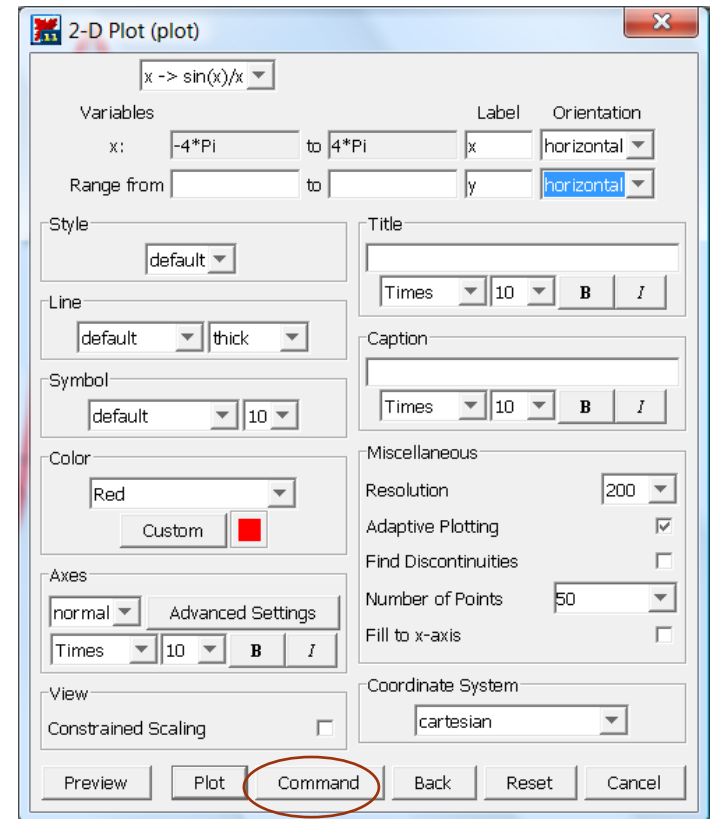 2-D Plot (plot)
x -> sin(x)/x
Variables Label Orientation
x: -4*Pi to 4*Pi x horizontal
Range from to y horizontal
Style
default
Line
default thick
Symbol
default 10
Color
Red
Custom
Axes
normal Advanced Settings
Times 10 B I
View
Constrained Scaling
Title
Times 10 B I
Caption
Times 10 B I
Miscellaneous
Resolution 200
Adaptive Plotting
Find Discontinuities
Number of Points 50
Fill to x-axis
Coordinate System
cartesian
Preview Plot Command Back Reset Cancel